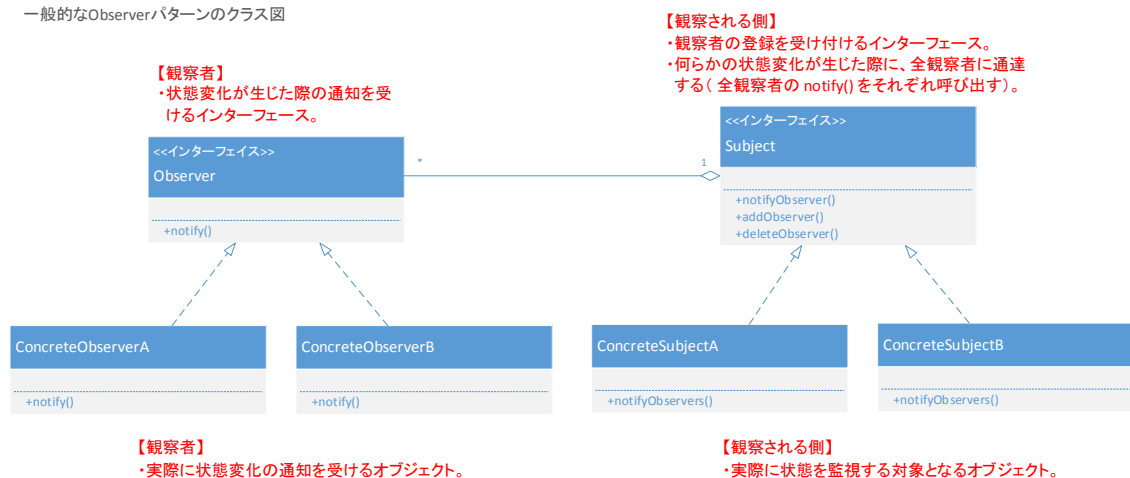 一般的なObserverパターンのクラス図
【観察される側】
・観察者の登録を受け付けるインターフェース。
・何らかの状態変化が生じた際に、全観察者に通達
する( 全観察者の notify() をそれぞれ呼び出す)。
【観察者】
・状態変化が生じた際の通知を受
けるインターフェース。
<<インターフェイス>>
Observer
+notify()
*
1
<<インターフェイス>>
Subject
+notifyObserver()
+addObserver()
+deleteObserver()
ConcreteObserverA
+notify()
ConcreteObserverB
+notify()
ConcreteSubjectA
+notifyObservers()
ConcreteSubjectB
+notifyObservers()
【観察者】
・実際に状態変化の通知を受けるオブジェクト。
【観察される側】
・実際に状態を監視する対象となるオブジェクト。